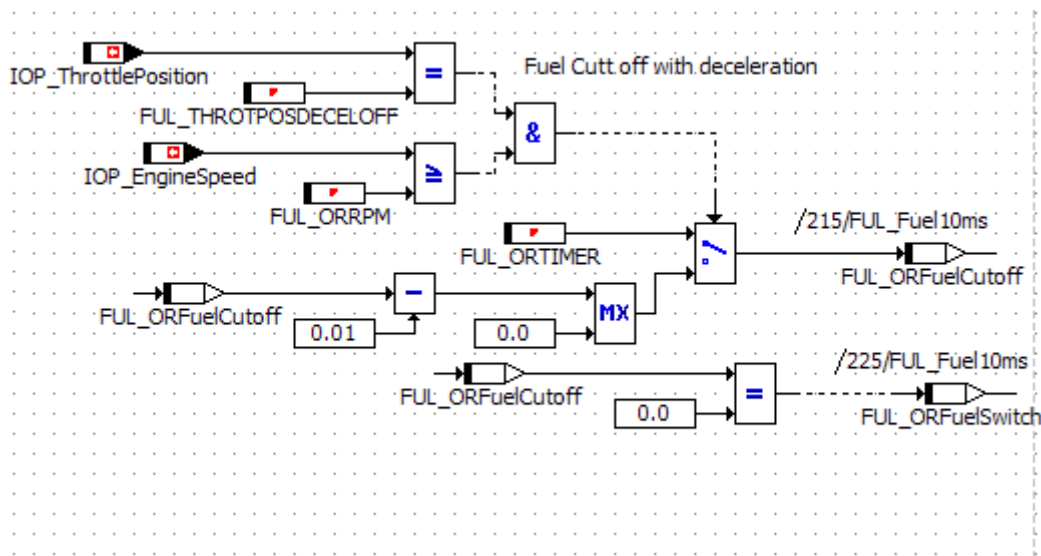 IOP_ThrottlePosition
=
Fuel Cutt off with deceleration
FUL_THROTPOSDECELOFF
&
IOP_EngineSpeed
≥
FUL_ORRPM
/215/FUL_Fuel10ms
FUL_ORTIMER
FUL_ORFuelCutoff
FUL_ORFuelCutoff
−
0.01
0.0
MX
/225/FUL_Fuel10ms
FUL_ORFuelCutoff
=
0.0
FUL_ORFuelSwitch